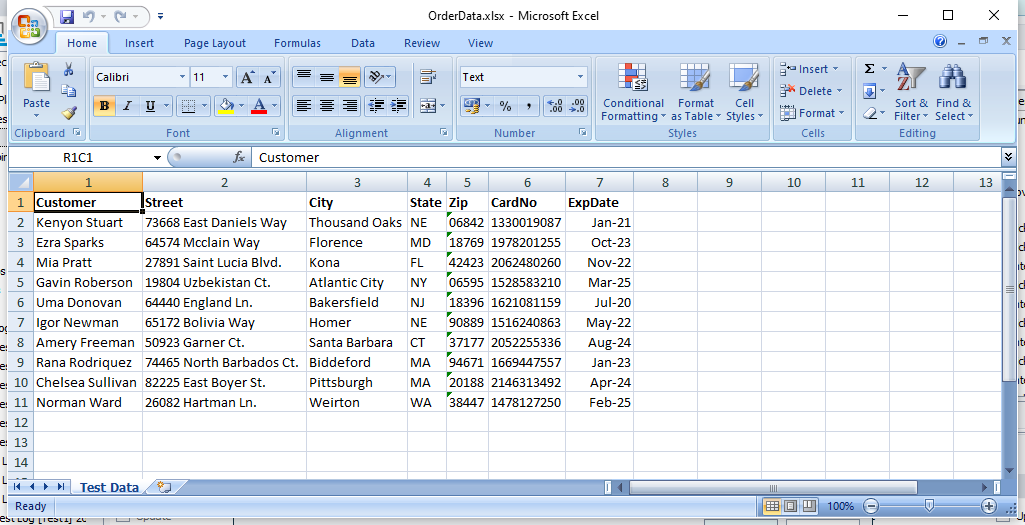 OrderData.xlsx - Microsoft Excel
Home Insert Page Layout Formulas Data Review View
Calibri 11 Text
Paste B I U Conditional Formatting Format as Table Cell Styles Insert Delete Format Sort & Filter Find & Select
Clipboard Font Alignment Number Styles Cells Editing
R1C1 fx Customer
1 2 3 4 5 6 7 8 9 10 11 12 13
1 Customer Street City State Zip CardNo ExpDate
2 Kenyon Stuart 73668 East Daniels Way Thousand Oaks NE 06842 1330019087 Jan-21
3 Ezra Sparks 64574 Mcclain Way Florence MD 18769 1978201255 Oct-23
4 Mia Pratt 27891 Saint Lucia Blvd. Kona FL 42423 2062480260 Nov-22
5 Gavin Roberson 19804 Uzbekistan Ct. Atlantic City NY 06595 1528583210 Mar-25
6 Uma Donovan 64440 England Ln. Bakersfield NJ 18396 1621081159 Jul-20
7 Igor Newman 65172 Bolivia Way Homer NE 90889 1516240863 May-22
8 Amery Freeman 50923 Garner Ct. Santa Barbara CT 37177 2052255336 Aug-24
9 Rana Rodriquez 74465 North Barbados Ct. Biddeford MA 94671 1669447557 Jan-23
10 Chelsea Sullivan 82225 East Boyer St. Pittsburgh MA 20188 2146313492 Apr-24
11 Norman Ward 26082 Hartman Ln. Weirton WA 38447 1478127250 Feb-25
12
13
14
Test Data
Ready 100%